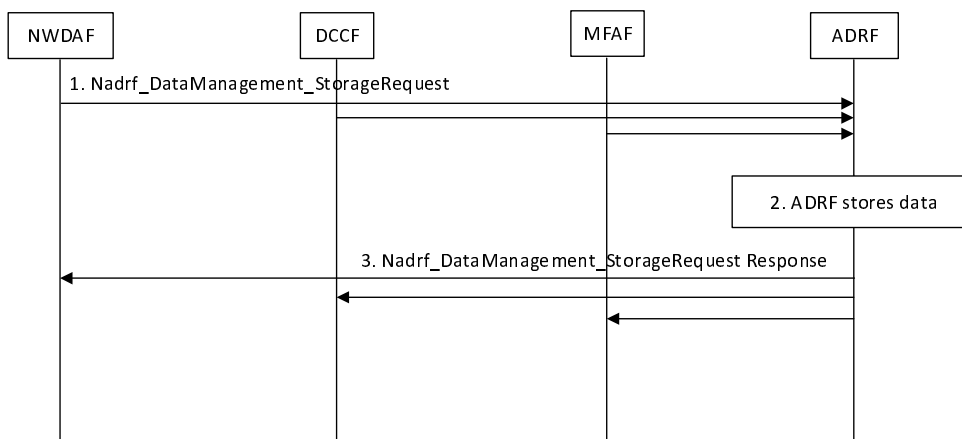 NWDAF
DCCF
MFAF
ADRF
1. Nadrf_DataManagement_StorageRequest
2. ADRF stores data
3. Nadrf_DataManagement_StorageRequest Response